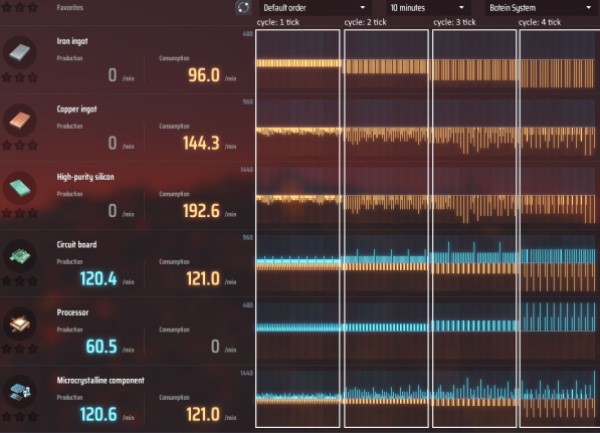 Favorites
Default order
10 minutes
Botein System
cycle: 1 tick
cycle: 2 tick
cycle: 3 tick
cycle: 4 tick
Iron ingot
480
Production
Consumption
0 /min
96.0 /min
Copper ingot
960
Production
Consumption
0 /min
144.3 /min
High-purity silicon
1440
Production
Consumption
0 /min
192.6 /min
Circuit board
960
Production
Consumption
120.4 /min
121.0 /min
Processor
480
Production
Consumption
60.5 /min
0 /min
Microcrystalline component
1440
Production
Consumption
120.6 /min
121.0 /min